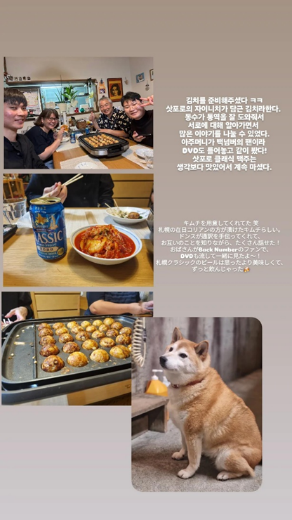 김치를 준비해주셨다 ㅋㅋ
삿포로의 자이니치가 담근 김치라한다.
동수가 통역을 잘 도와줘서
서로에 대해 알아가면서
많은 이야기를 나눌 수 있었다.
아주머니가 백넘버의 팬이라
DVD도 틀어놓고 같이 봤다!
삿포로 클래식 맥주는
생각보다 맛있어서 계속 마셨다.
キムチを用意してくれてた 笑
札幌の在日コリアンの方が漬けたキムチらしい。
ドンスが通訳を手伝ってくれて、
お互いのことを知りながら、たくさん話せた！
おばさんがBack Numberのファンで、
DVDも流して一緒に見たよ〜！
札幌クラシックのビールは思ったより美味しくて、
ずっと飲んじゃった
CLASSIC